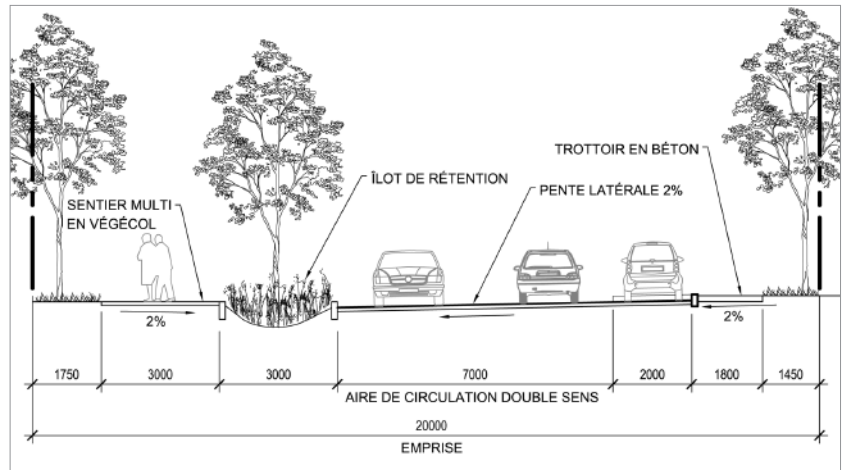 TROTTOIR EN BÉTON
ÎLOT DE RÉTENTION
PENTE LATÉRALE 2%
SENTIER MULTI
EN VÉGÉCOL
2%
2%
1750
3000
3000
7000
2000
1800
1450
AIRE DE CIRCULATION DOUBLE SENS
20000
EMPRISE